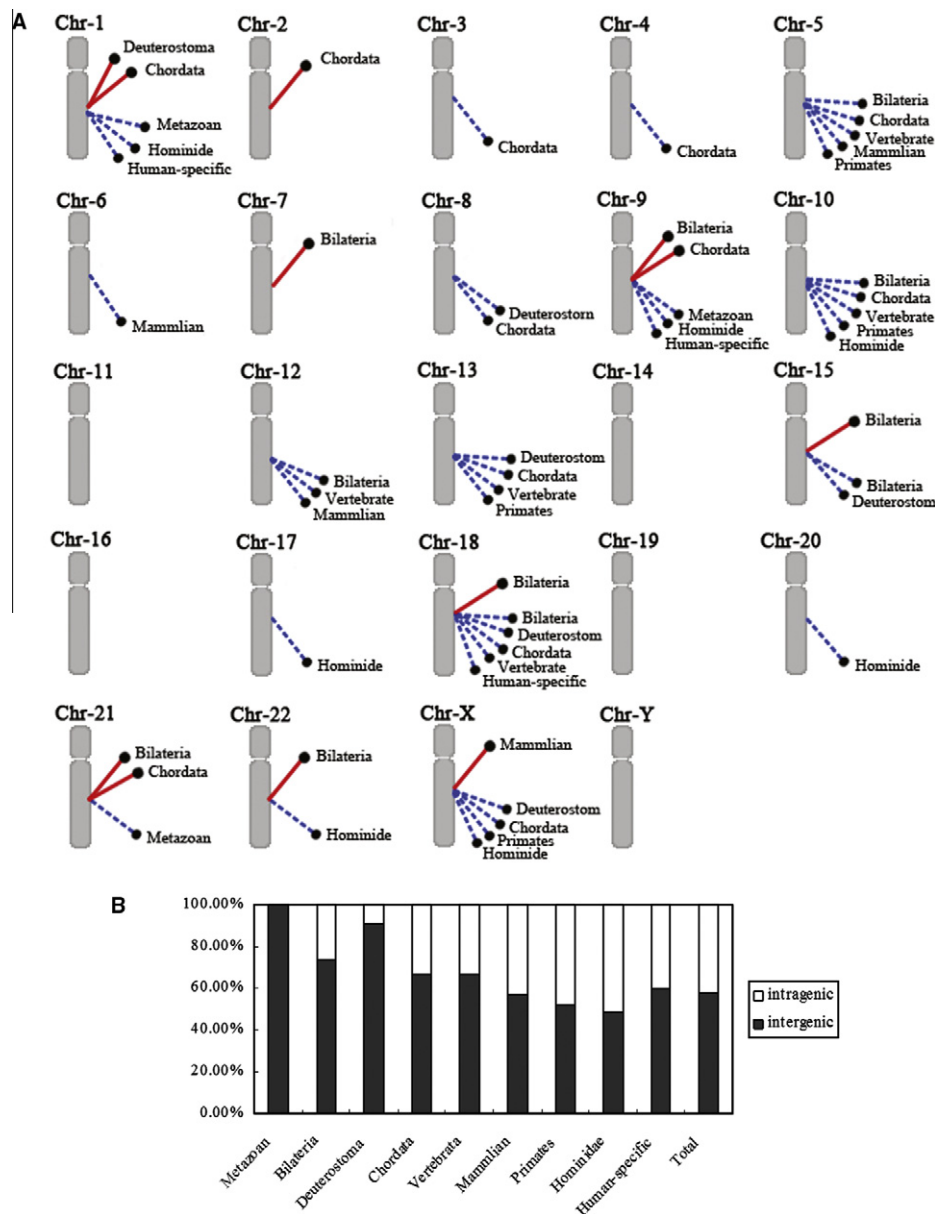 A
Chr-1
Deuterostoma
Chordata
Metazoan
Hominide
Human-specific
Chr-2
Chordata
Chr-3
Chordata
Chr-4
Chordata
Chr-5
Bilateria
Chordata
Vertebrate
Mammlian
Primates
Chr-6
Mammlian
Chr-7
Bilateria
Chr-8
Deuterostorn
Chordata
Chr-9
Bilateria
Chordata
Metazoan
Hominide
Human-specific
Chr-10
Bilateria
Chordata
Vertebrate
Primates
Hominide
Chr-11
Chr-12
Bilateria
Vertebrate
Mammlian
Chr-13
Deuterostom
Chordata
Vertebrate
Primates
Chr-14
Chr-15
Bilateria
Bilateria
Deuterostom
Chr-16
Chr-17
Hominide
Chr-18
Bilateria
Bilateria
Deuterostom
Chordata
Vertebrate
Human-specific
Chr-19
Chr-20
Hominide
Chr-21
Bilateria
Chordata
Metazoan
Chr-22
Bilateria
Hominide
Chr-X
Mammlian
Deuterostom
Chordata
Primates
Hominide
Chr-Y
B
100.00%
80.00%
60.00%
40.00%
20.00%
0.00%
Metazoan
Bilateria
Deuterostoma
Chordata
Vertebrata
Mammlian
Primates
Hominidae
Human-specific
Total
intragenic
intergenic